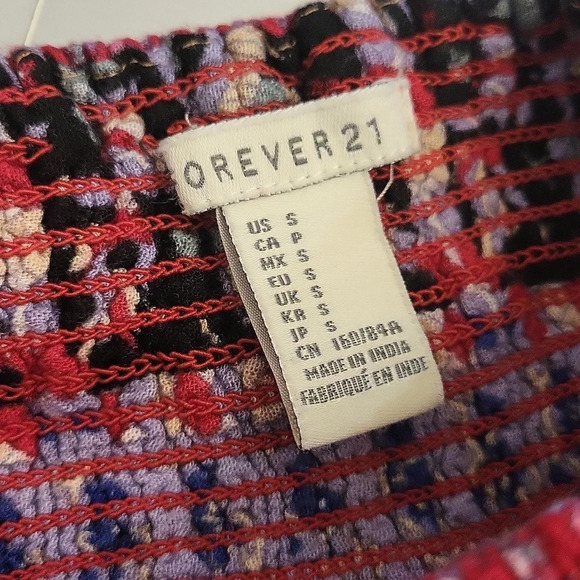 OREVER 21
US S
CA P
MX S
EU S
UK S
KR S
JP S
CN 160/84A
MADE IN INDIA
FABRIQUÉ EN INDE